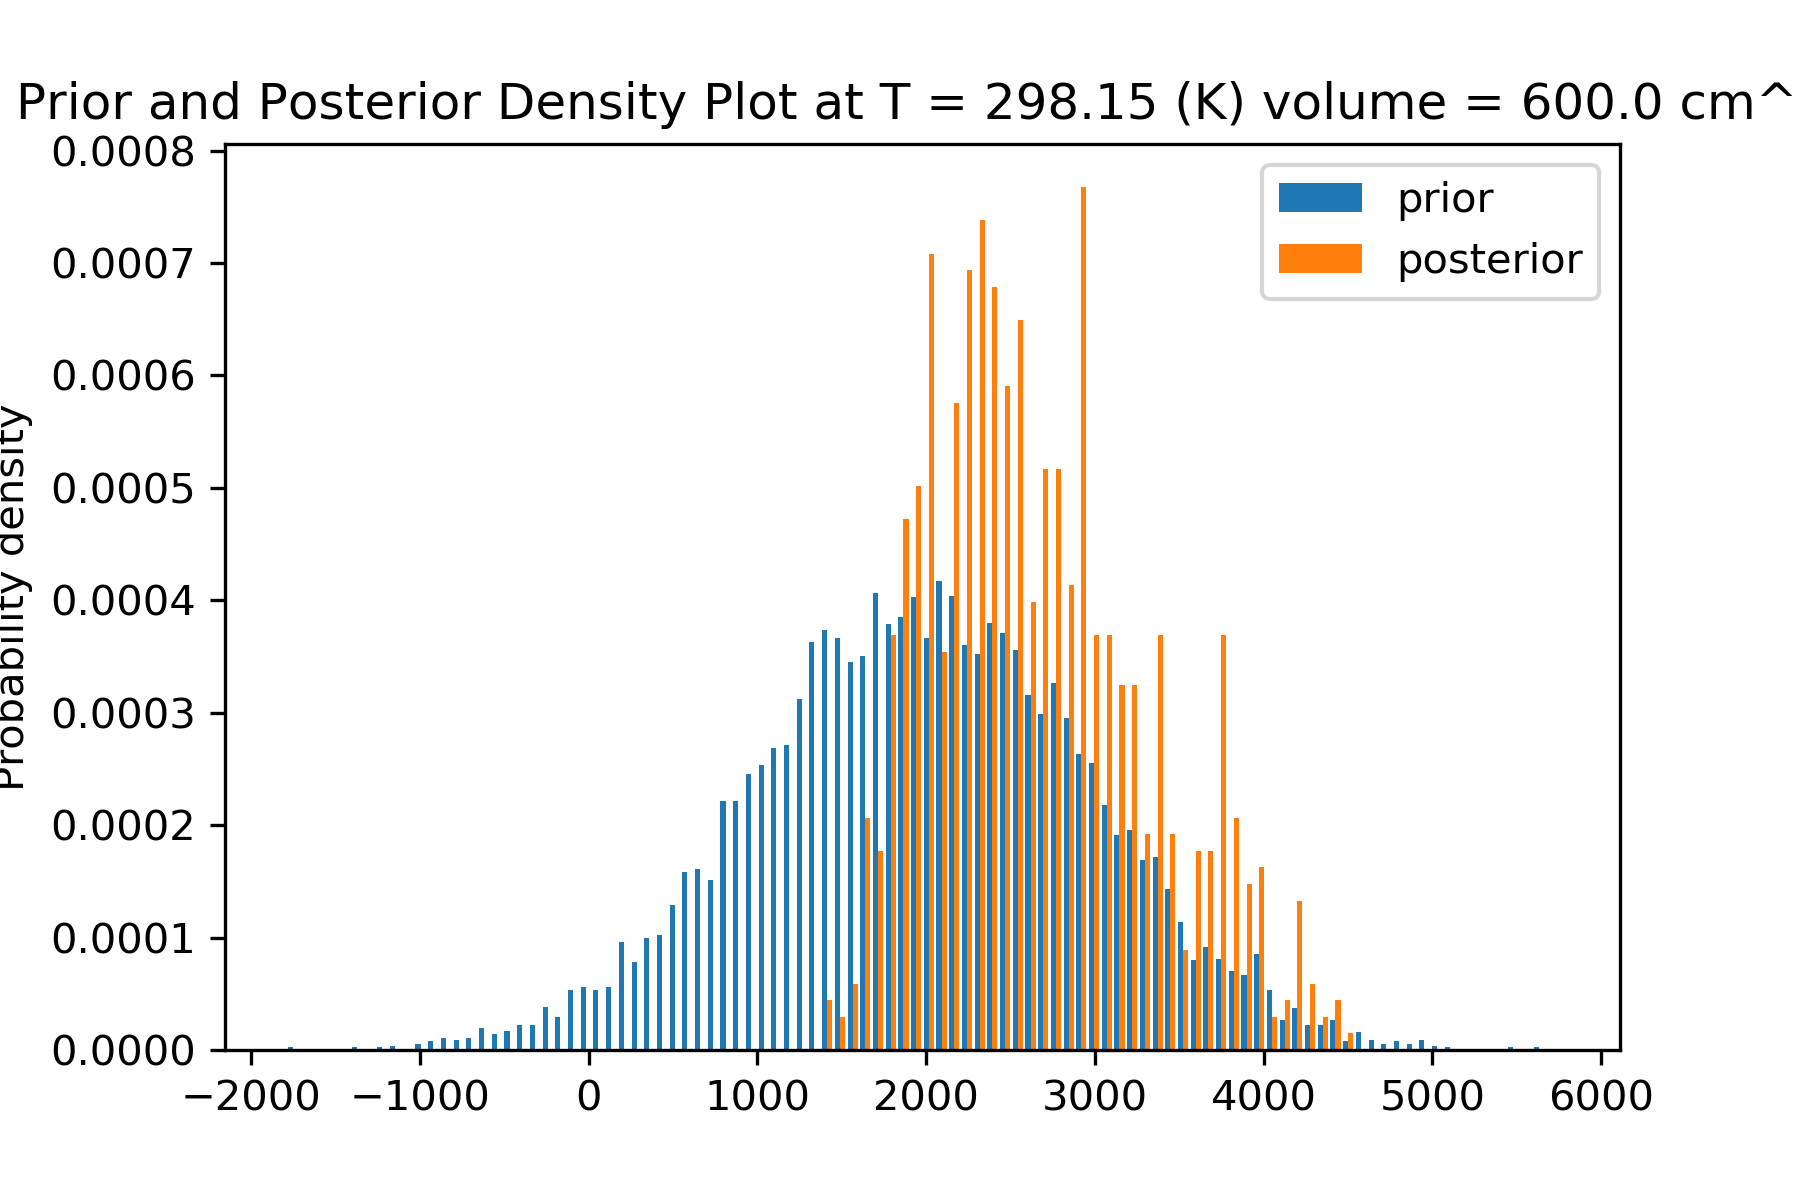 Prior and Posterior Density Plot at T = 298.15 (K) volume = 600.0 cm^
prior
posterior
Probability density
0.0008
0.0007
0.0006
0.0005
0.0004
0.0003
0.0002
0.0001
0.0000
−2000 −1000 0 1000 2000 3000 4000 5000 6000